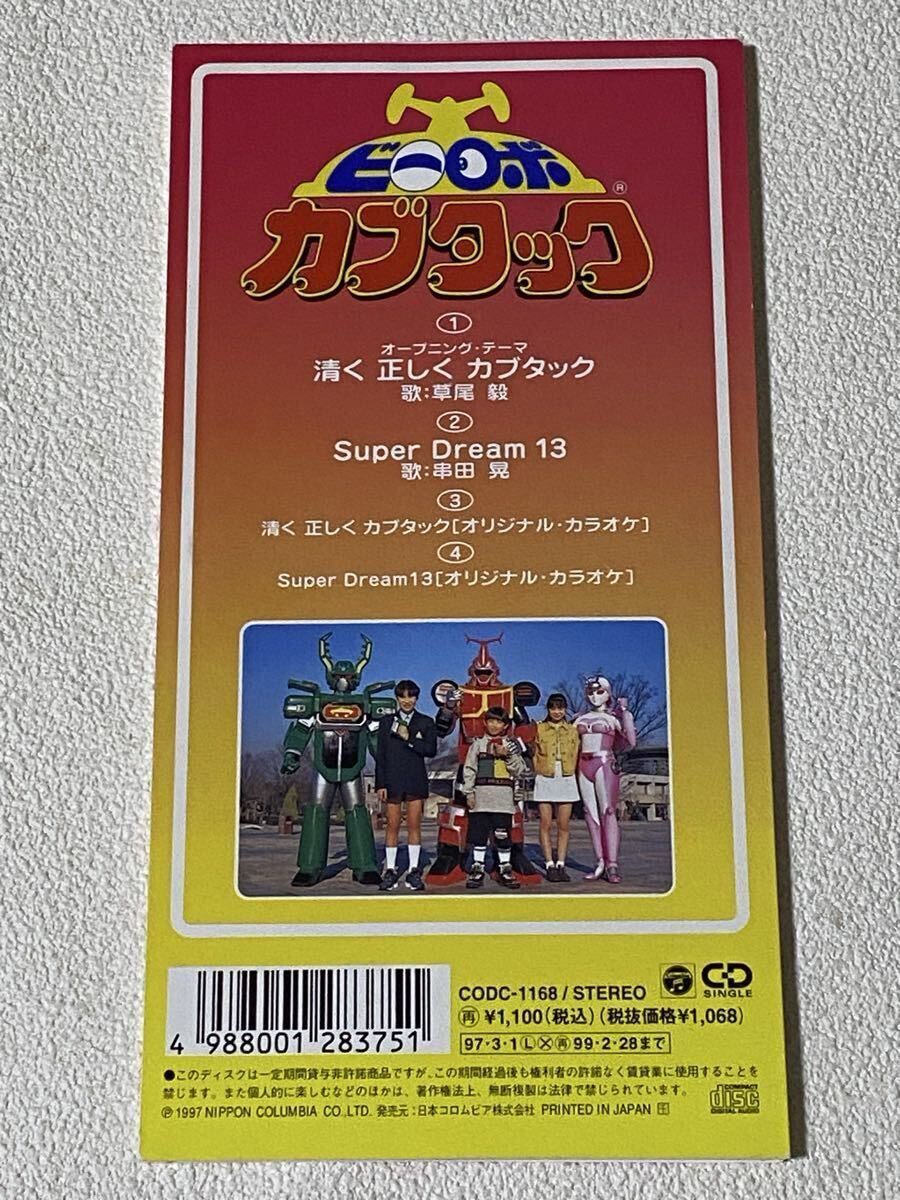 ビーロボ
カブタック
®
①
オープニング・テーマ
清く 正しく カブタック
歌:草尾 毅
②
Super Dream 13
歌:串田 晃
③
清く 正しく カブタック[オリジナル・カラオケ]
④
Super Dream13[オリジナル・カラオケ]
CODC-1168 / STEREO
CD SINGLE
再 ¥1,100(税込) (税抜価格¥1,068)
97・3・1 Ⓛ Ⓧ 再 99・2・28まで
4 988001 283751
●このディスクは一定期間貸与非許諾商品ですが、この期間経過後も権利者の許諾なく賃貸業に使用することを
禁じます。また個人的に楽しむなどのほかは、著作権法上、無断複製は法律で禁じられています。
Ⓟ 1997 NIPPON COLUMBIA CO.,LTD. 発売元:日本コロムビア株式会社 PRINTED IN JAPAN
COMPACT disc DIGITAL AUDIO